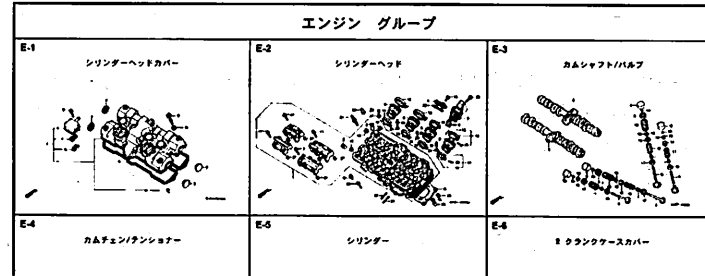 エンジン グループ
E-1
シリンダーヘッドカバー
E-2
シリンダーヘッド
E-3
カムシャフト/バルブ
E-4
カムチェン/テンショナー
E-5
シリンダー
E-6
クランクケースカバー